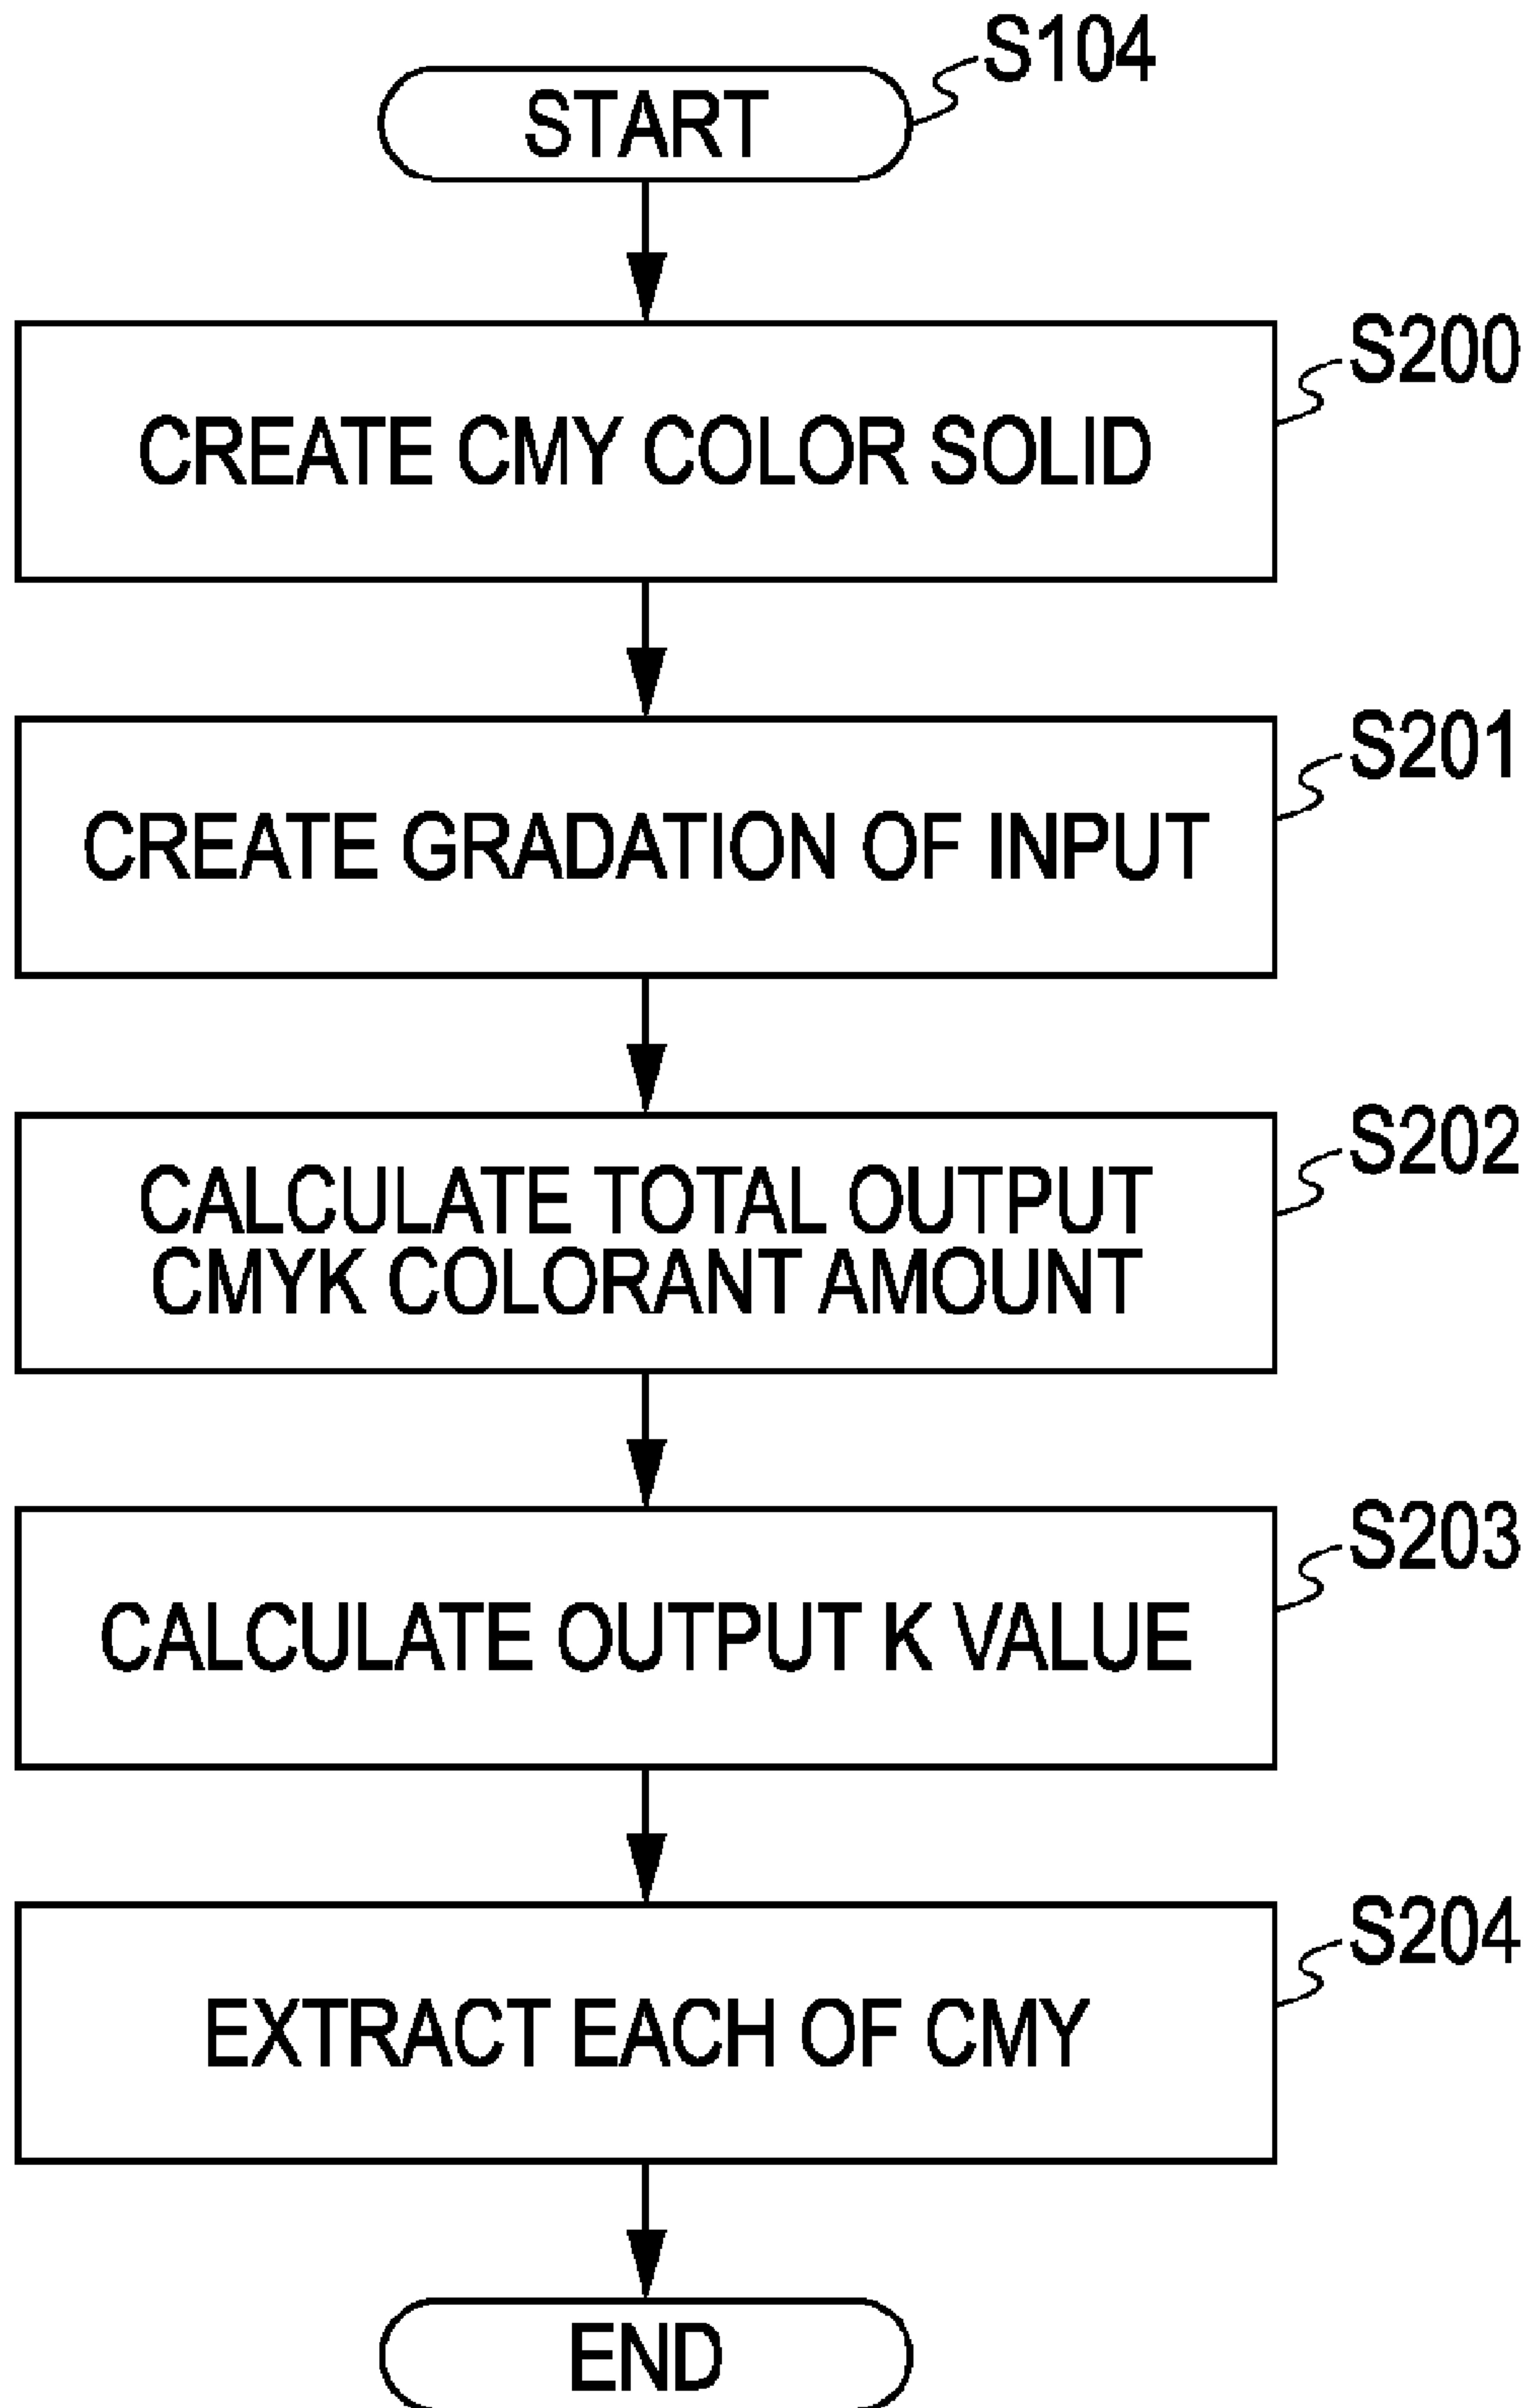 S104
START
S200
CREATE CMY COLOR SOLID
S201
CREATE GRADATION OF INPUT
S202
CALCULATE TOTAL OUTPUT
CMYK COLORANT AMOUNT
S203
CALCULATE OUTPUT K VALUE
S204
EXTRACT EACH OF CMY
END